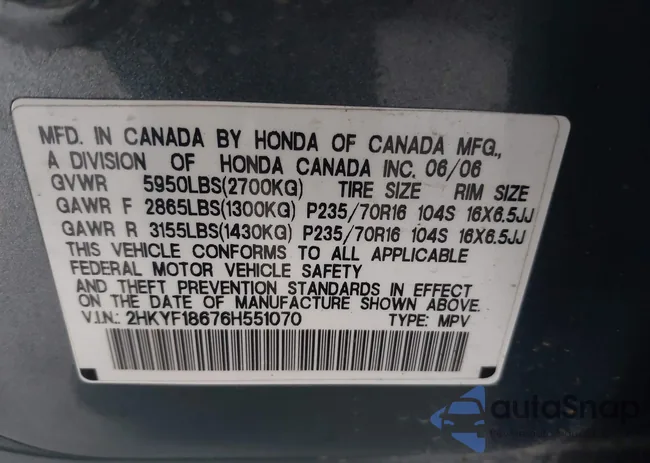 MFD. IN CANADA BY HONDA OF CANADA MFG.,
A DIVISION OF HONDA CANADA INC. 06/06
GVWR 5950LBS(2700KG) TIRE SIZE RIM SIZE
GAWR F 2865LBS(1300KG) P235/70R16 104S 16X6.5JJ
GAWR R 3155LBS(1430KG) P235/70R16 104S 16X6.5JJ
THIS VEHICLE CONFORMS TO ALL APPLICABLE
FEDERAL MOTOR VEHICLE SAFETY
AND THEFT PREVENTION STANDARDS IN EFFECT
ON THE DATE OF MANUFACTURE SHOWN ABOVE.
V.I.N.: 2HKYF18676H551070 TYPE: MPV
autoSnap